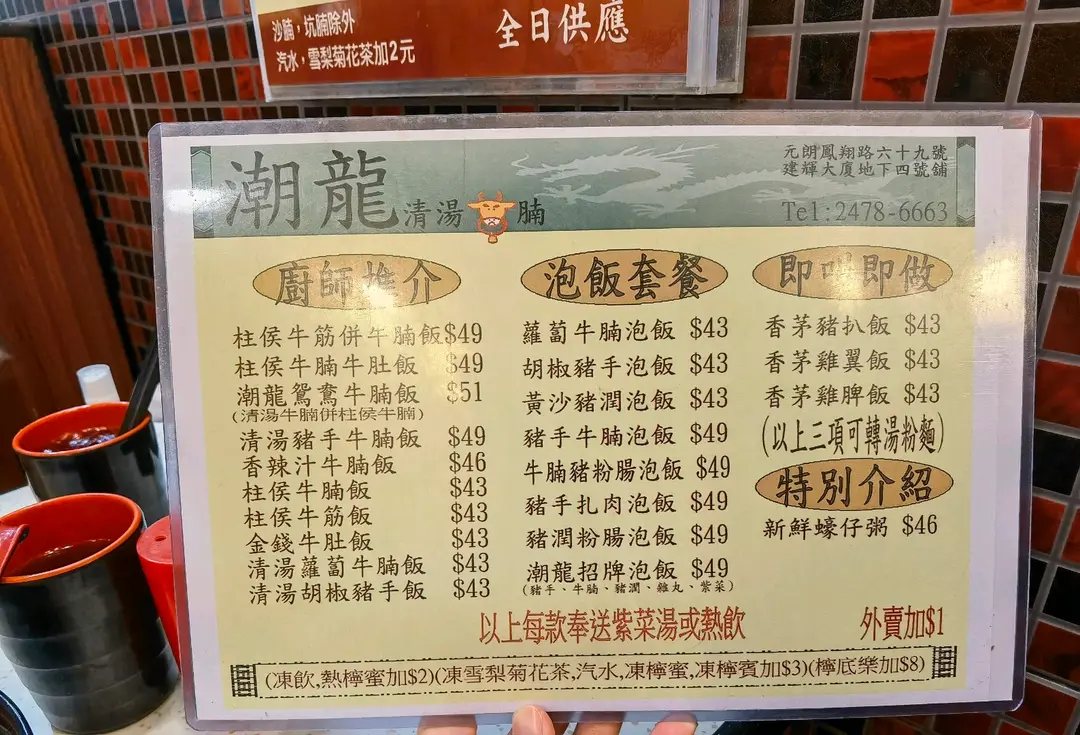 沙腩，坑腩除外
汽水，雪梨菊花茶加2元
全日供應
潮龍清湯腩
元朗鳳翔路六十九號
建輝大廈地下四號舖
Tel:2478-6663
廚師推介
柱侯牛筋併牛腩飯$49
柱侯牛腩牛肚飯 $49
潮龍鴛鴦牛腩飯 $51
(清湯牛腩併柱侯牛腩)
清湯豬手牛腩飯 $49
香辣汁牛腩飯 $46
柱侯牛腩飯 $43
柱侯牛筋飯 $43
金錢牛肚飯 $43
清湯蘿蔔牛腩飯 $43
清湯胡椒豬手飯 $43
泡飯套餐
蘿蔔牛腩泡飯 $43
胡椒豬手泡飯 $43
黃沙豬潤泡飯 $43
豬手牛腩泡飯 $49
牛腩豬粉腸泡飯 $49
豬手扎肉泡飯 $49
豬潤粉腸泡飯 $49
潮龍招牌泡飯 $49
(豬手、牛腩、豬潤、雞丸、紫菜)
即叫即做
香茅豬扒飯 $43
香茅雞翼飯 $43
香茅雞脾飯 $43
(以上三項可轉湯粉麵)
特別介紹
新鮮蠔仔粥 $46
以上每款奉送紫菜湯或熱飲
外賣加$1
(凍飲,熱檸蜜加$2)(凍雪梨菊花茶,汽水,凍檸蜜,凍檸賓加$3)(檸底樂加$8)